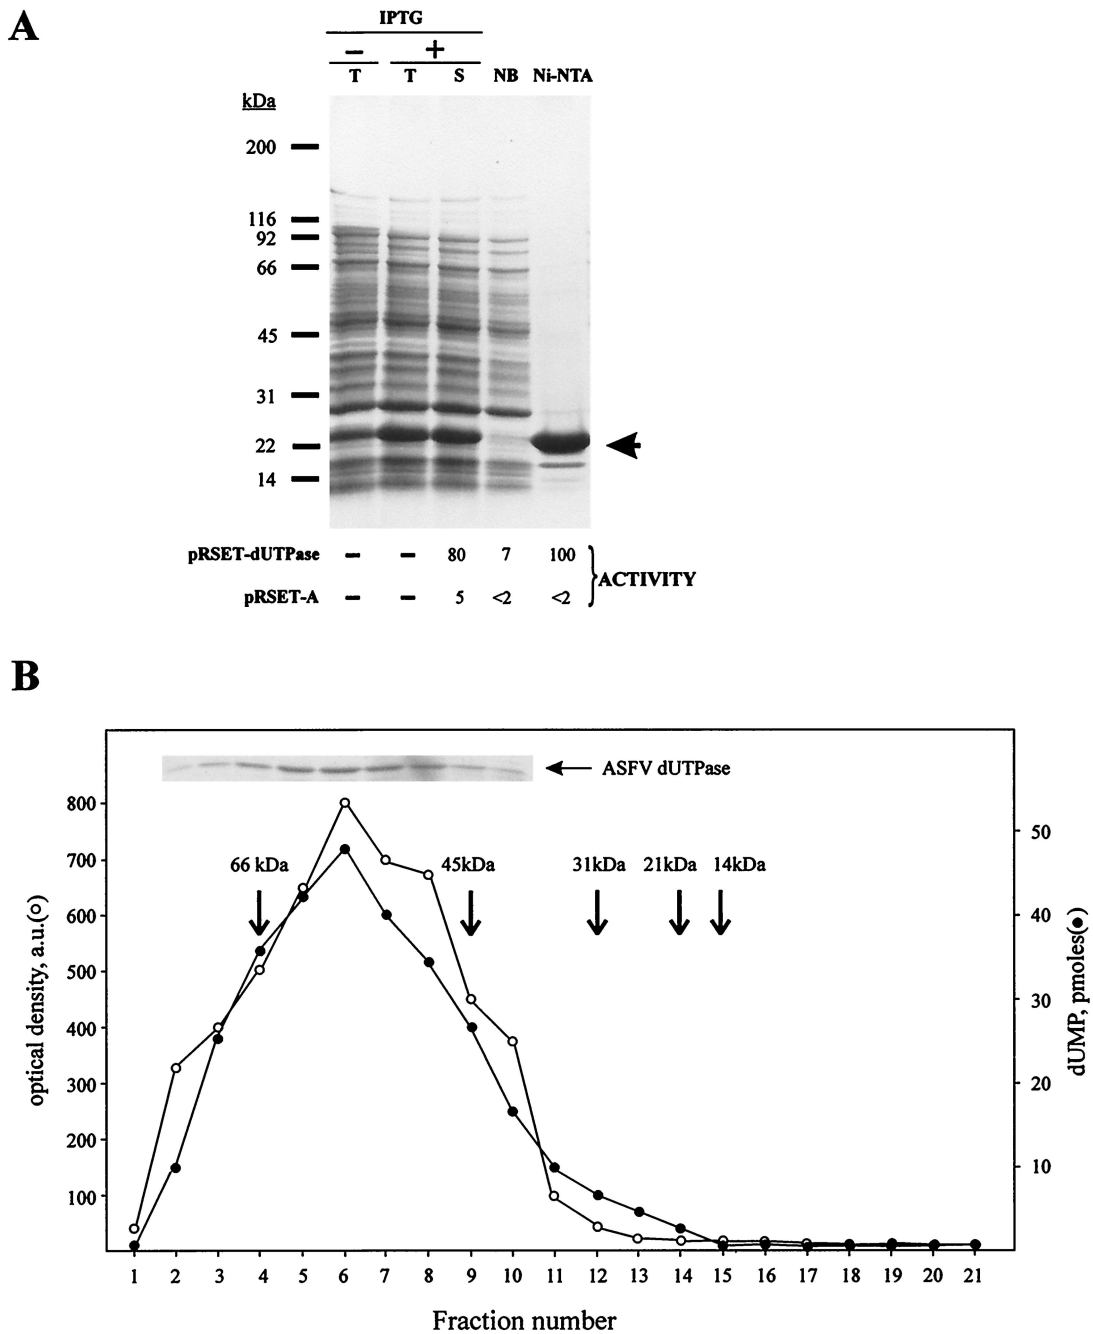 A
IPTG
− +
T T S NB Ni-NTA
kDa
200
116
92
66
45
31
22
14
pRSET-dUTPase − − 80 7 100
pRSET-A − − 5 <2 <2
ACTIVITY
B
ASFV dUTPase
66 kDa 45kDa 31kDa 21kDa 14kDa
800
700
600
500
400
300
200
100
optical density, a.u.(○)
50
40
30
20
10
dUMP, pmoles(●)
1 2 3 4 5 6 7 8 9 10 11 12 13 14 15 16 17 18 19 20 21
Fraction number